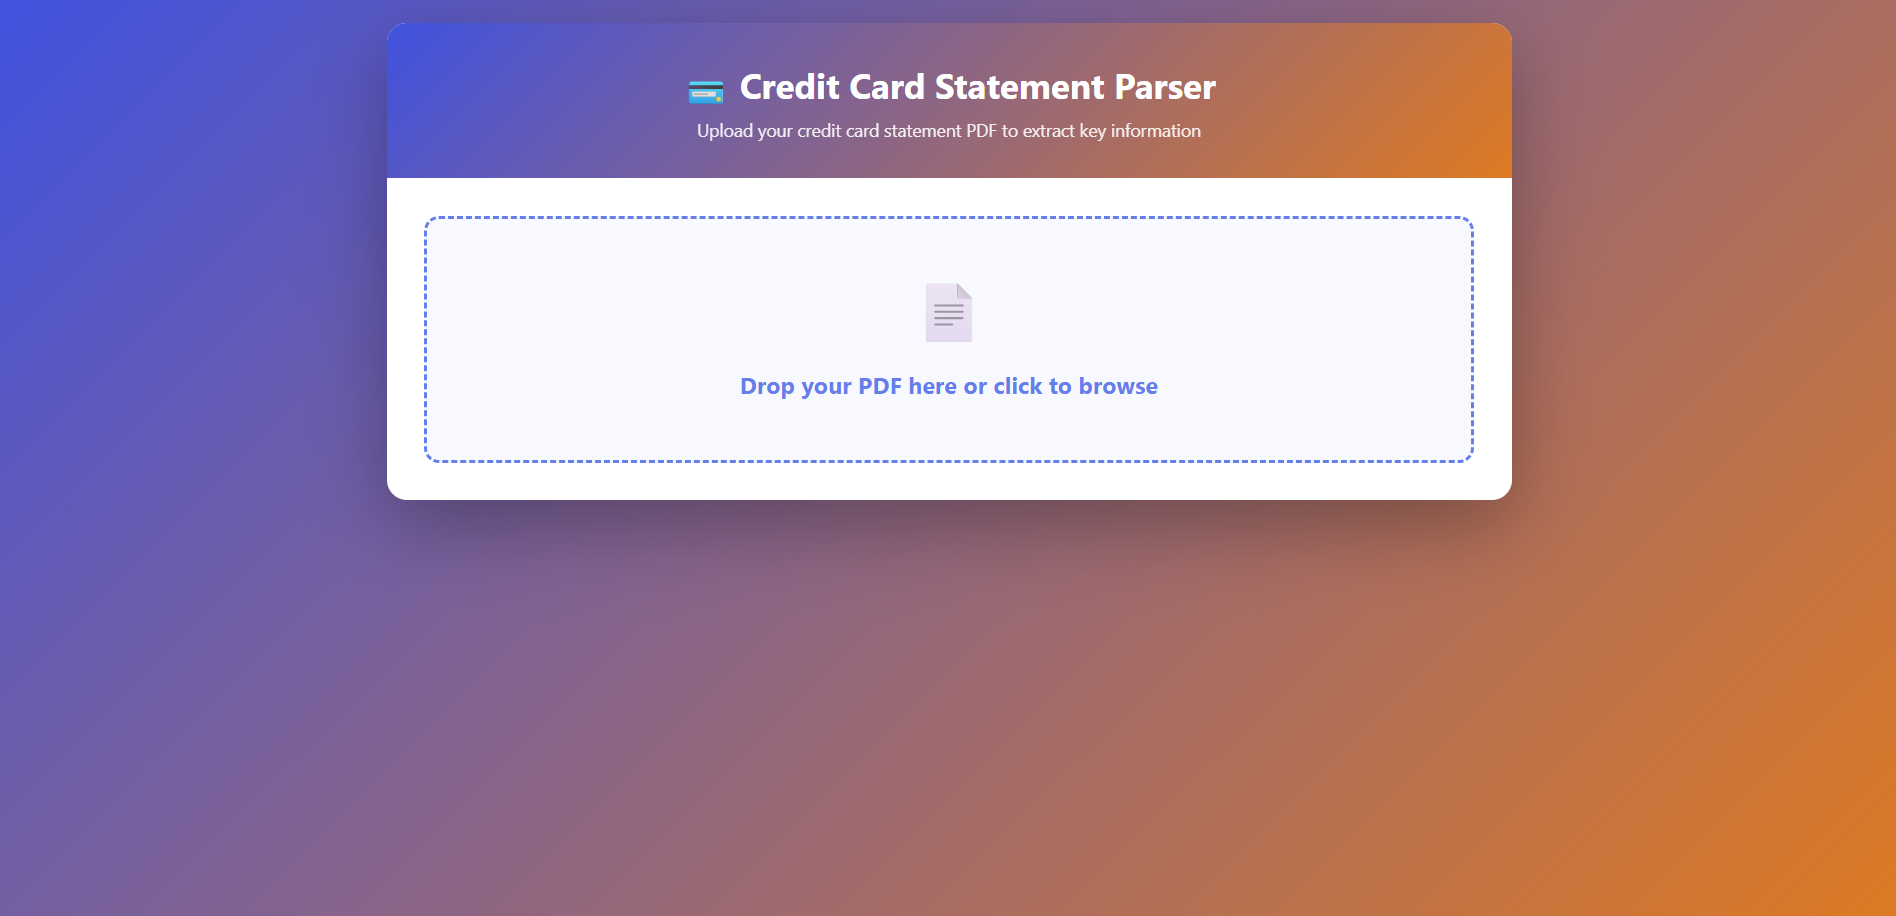 Credit Card Statement Parser
Upload your credit card statement PDF to extract key information
Drop your PDF here or click to browse